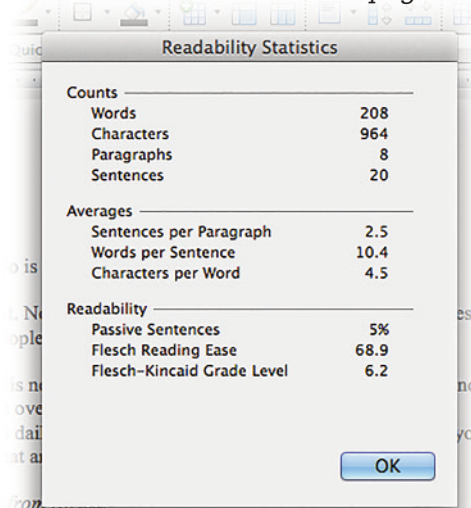 Readability Statistics
Counts
Words 208
Characters 964
Paragraphs 8
Sentences 20
Averages
Sentences per Paragraph 2.5
Words per Sentence 10.4
Characters per Word 4.5
Readability
Passive Sentences 5%
Flesch Reading Ease 68.9
Flesch-Kincaid Grade Level 6.2
OK